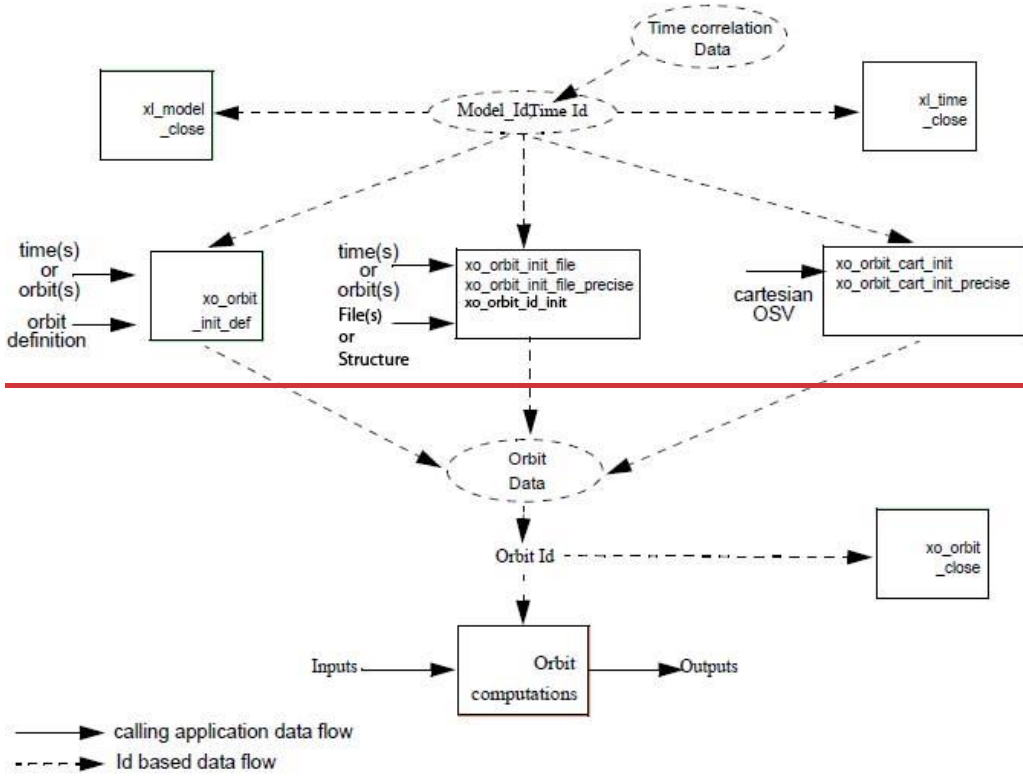 Time correlation
Data
xl_model
_close
Model_Id,Time Id
xl_time
_close
time(s)
or
orbit(s)
orbit
definition
xo_orbit
_init_def
time(s)
or
orbit(s)
File(s)
or
Structure
xo_orbit_init_file
xo_orbit_init_file_precise
xo_orbit_id_init
cartesian
OSV
xo_orbit_cart_init
xo_orbit_cart_init_precise
Orbit
Data
Orbit Id
xo_orbit
_close
Inputs
Orbit
computations
Outputs
calling application data flow
Id based data flow